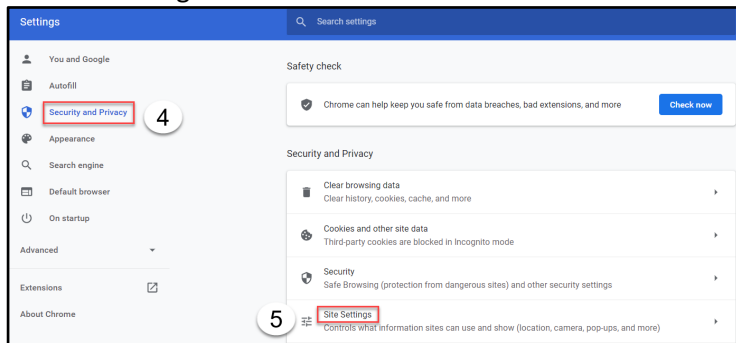 Settings
Search settings
You and Google
Autofill
Security and Privacy
4
Appearance
Search engine
Default browser
On startup
Advanced
Extensions
About Chrome
Safety check
Chrome can help keep you safe from data breaches, bad extensions, and more
Check now
Security and Privacy
Clear browsing data
Clear history, cookies, cache, and more
Cookies and other site data
Third-party cookies are blocked in Incognito mode
Security
Safe Browsing (protection from dangerous sites) and other security settings
5
Site Settings
Controls what information sites can use and show (location, camera, pop-ups, and more)